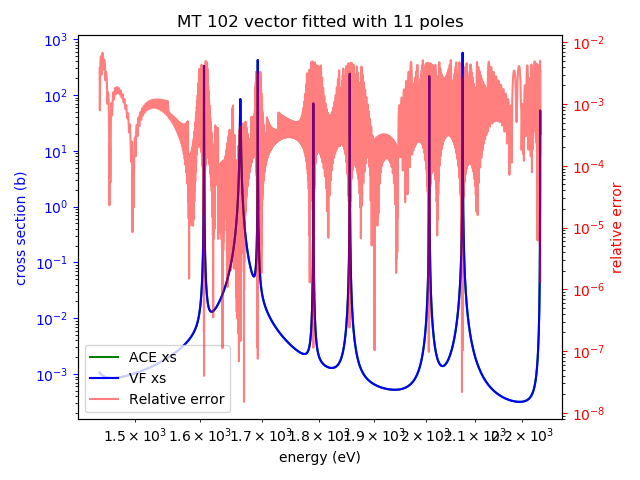 MT 102 vector fitted with 11 poles
10³
10²
10¹
10⁰
10⁻¹
10⁻²
10⁻³
cross section (b)
10⁻²
10⁻³
10⁻⁴
10⁻⁵
10⁻⁶
10⁻⁷
10⁻⁸
relative error
ACE xs
VF xs
Relative error
1.5×10³ 1.6×10³ 1.7×10³ 1.8×10³ 1.9×10³ 2×10³ 2.1×10³ 2.2×10³
energy (eV)